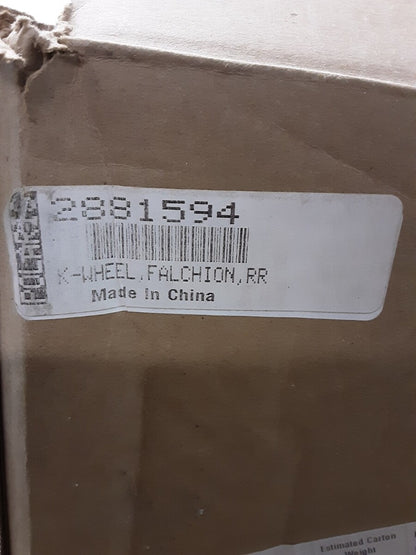 2881594
K-WHEEL,FALCHION,RR
Made In China
Estimated Carton
Weight